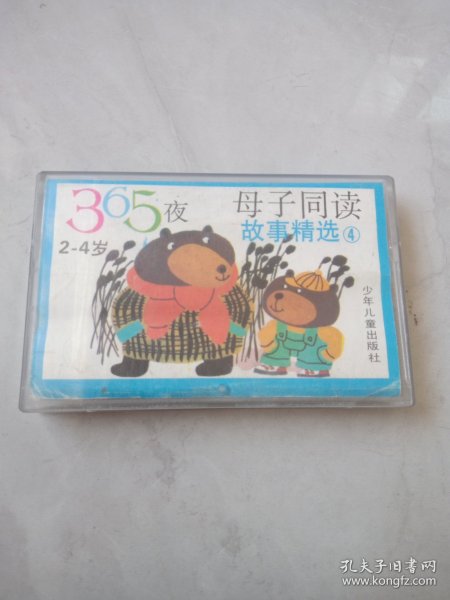 365夜
2-4岁
母子同读
故事精选④
少年儿童出版社
孔夫子旧书网
www.kongfz.com